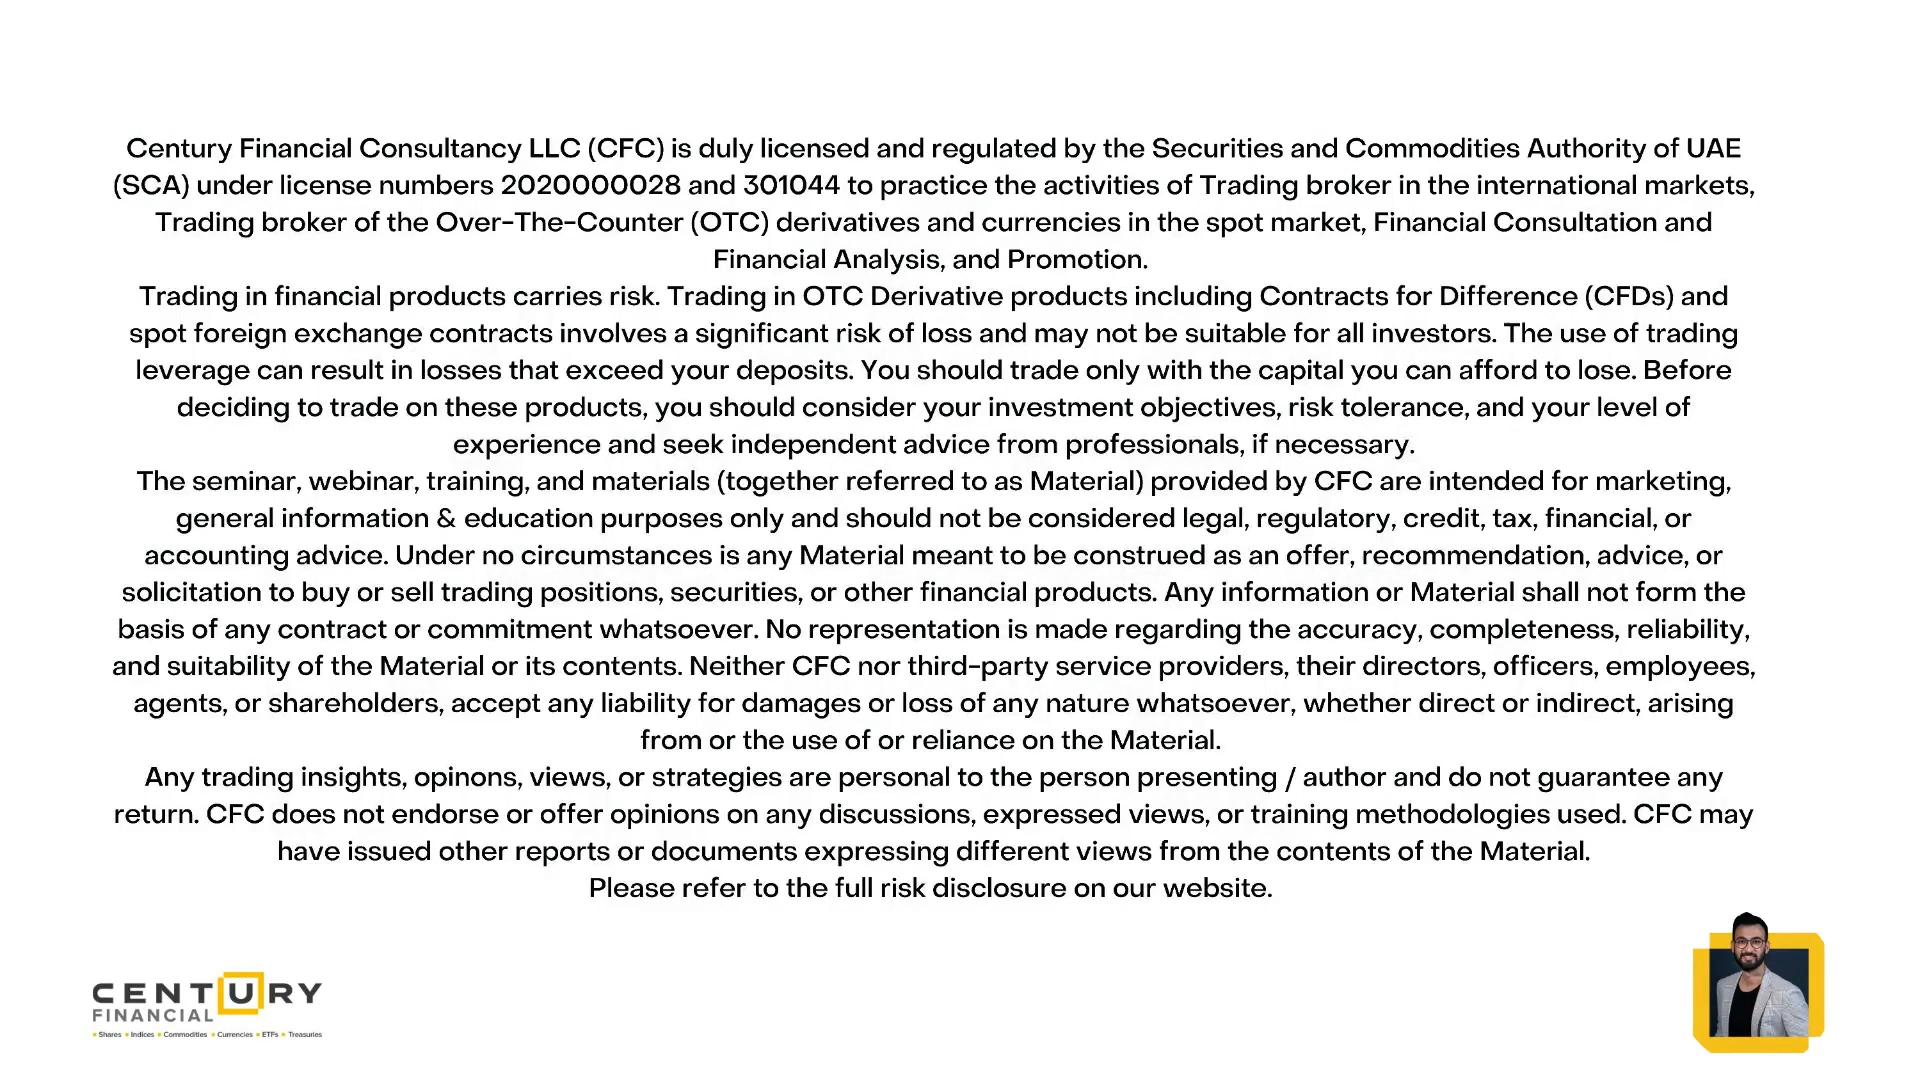 Century Financial Consultancy LLC (CFC) is duly licensed and regulated by the Securities and Commodities Authority of UAE
(SCA) under license numbers 2020000028 and 301044 to practice the activities of Trading broker in the international markets,
Trading broker of the Over-The-Counter (OTC) derivatives and currencies in the spot market, Financial Consultation and
Financial Analysis, and Promotion.
Trading in financial products carries risk. Trading in OTC Derivative products including Contracts for Difference (CFDs) and
spot foreign exchange contracts involves a significant risk of loss and may not be suitable for all investors. The use of trading
leverage can result in losses that exceed your deposits. You should trade only with the capital you can afford to lose. Before
deciding to trade on these products, you should consider your investment objectives, risk tolerance, and your level of
experience and seek independent advice from professionals, if necessary.
The seminar, webinar, training, and materials (together referred to as Material) provided by CFC are intended for marketing,
general information & education purposes only and should not be considered legal, regulatory, credit, tax, financial, or
accounting advice. Under no circumstances is any Material meant to be construed as an offer, recommendation, advice, or
solicitation to buy or sell trading positions, securities, or other financial products. Any information or Material shall not form the
basis of any contract or commitment whatsoever. No representation is made regarding the accuracy, completeness, reliability,
and suitability of the Material or its contents. Neither CFC nor third-party service providers, their directors, officers, employees,
agents, or shareholders, accept any liability for damages or loss of any nature whatsoever, whether direct or indirect, arising
from or the use of or reliance on the Material.
Any trading insights, opinons, views, or strategies are personal to the person presenting / author and do not guarantee any
return. CFC does not endorse or offer opinions on any discussions, expressed views, or training methodologies used. CFC may
have issued other reports or documents expressing different views from the contents of the Material.
Please refer to the full risk disclosure on our website.
CENTURY
FINANCIAL
Shares Indices Commodities Currencies ETFs Treasuries